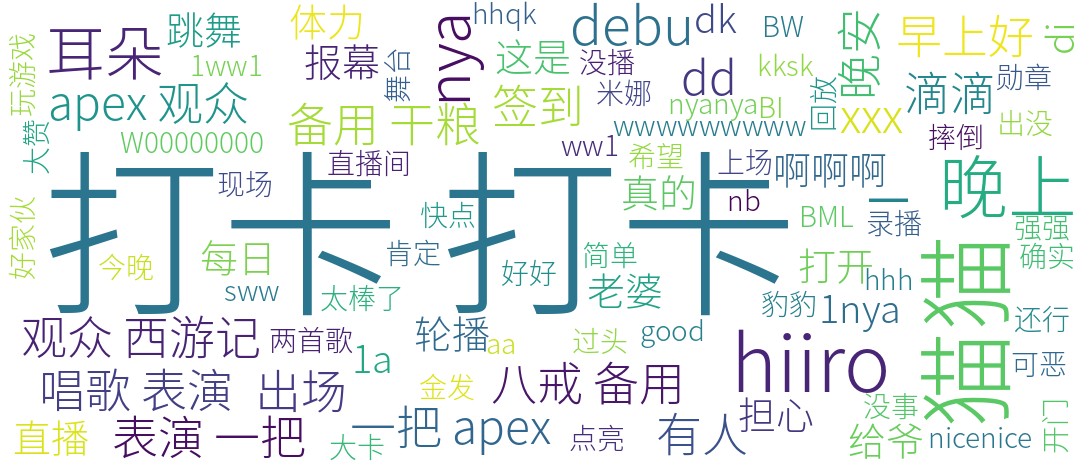 hhqk
体力
跳舞
耳朵
nya
debu
dk
BW
早上好
di
玩游戏
1ww1
报幕
舞台
这是
没播
dd
kksk
晚安
apex 观众
签到
米娜
nyanyaBI
回放
滴滴
勋章
大赞
W00000000
备用 干粮
wwwwwwwww
XXX
摔倒
出没
直播间
ww1
希望
上场
啊啊啊
晚上
打卡 打卡
现场
真的
nb
一
猫猫
好家伙
快点
BML
录播
强强
今晚
每日
肯定
好好
简单
打开
hhh
确实
sww
太棒了
老婆
豹豹
1nya
观众 西游记
两首歌
轮播
aa
过头
good
hiiro
还行
1a
唱歌 表演
出场
金发
八戒 备用
可恶
担心
没事
直播
表演 一把
大卡
一把 apex
点亮
有人
给爷
nicenice
开门